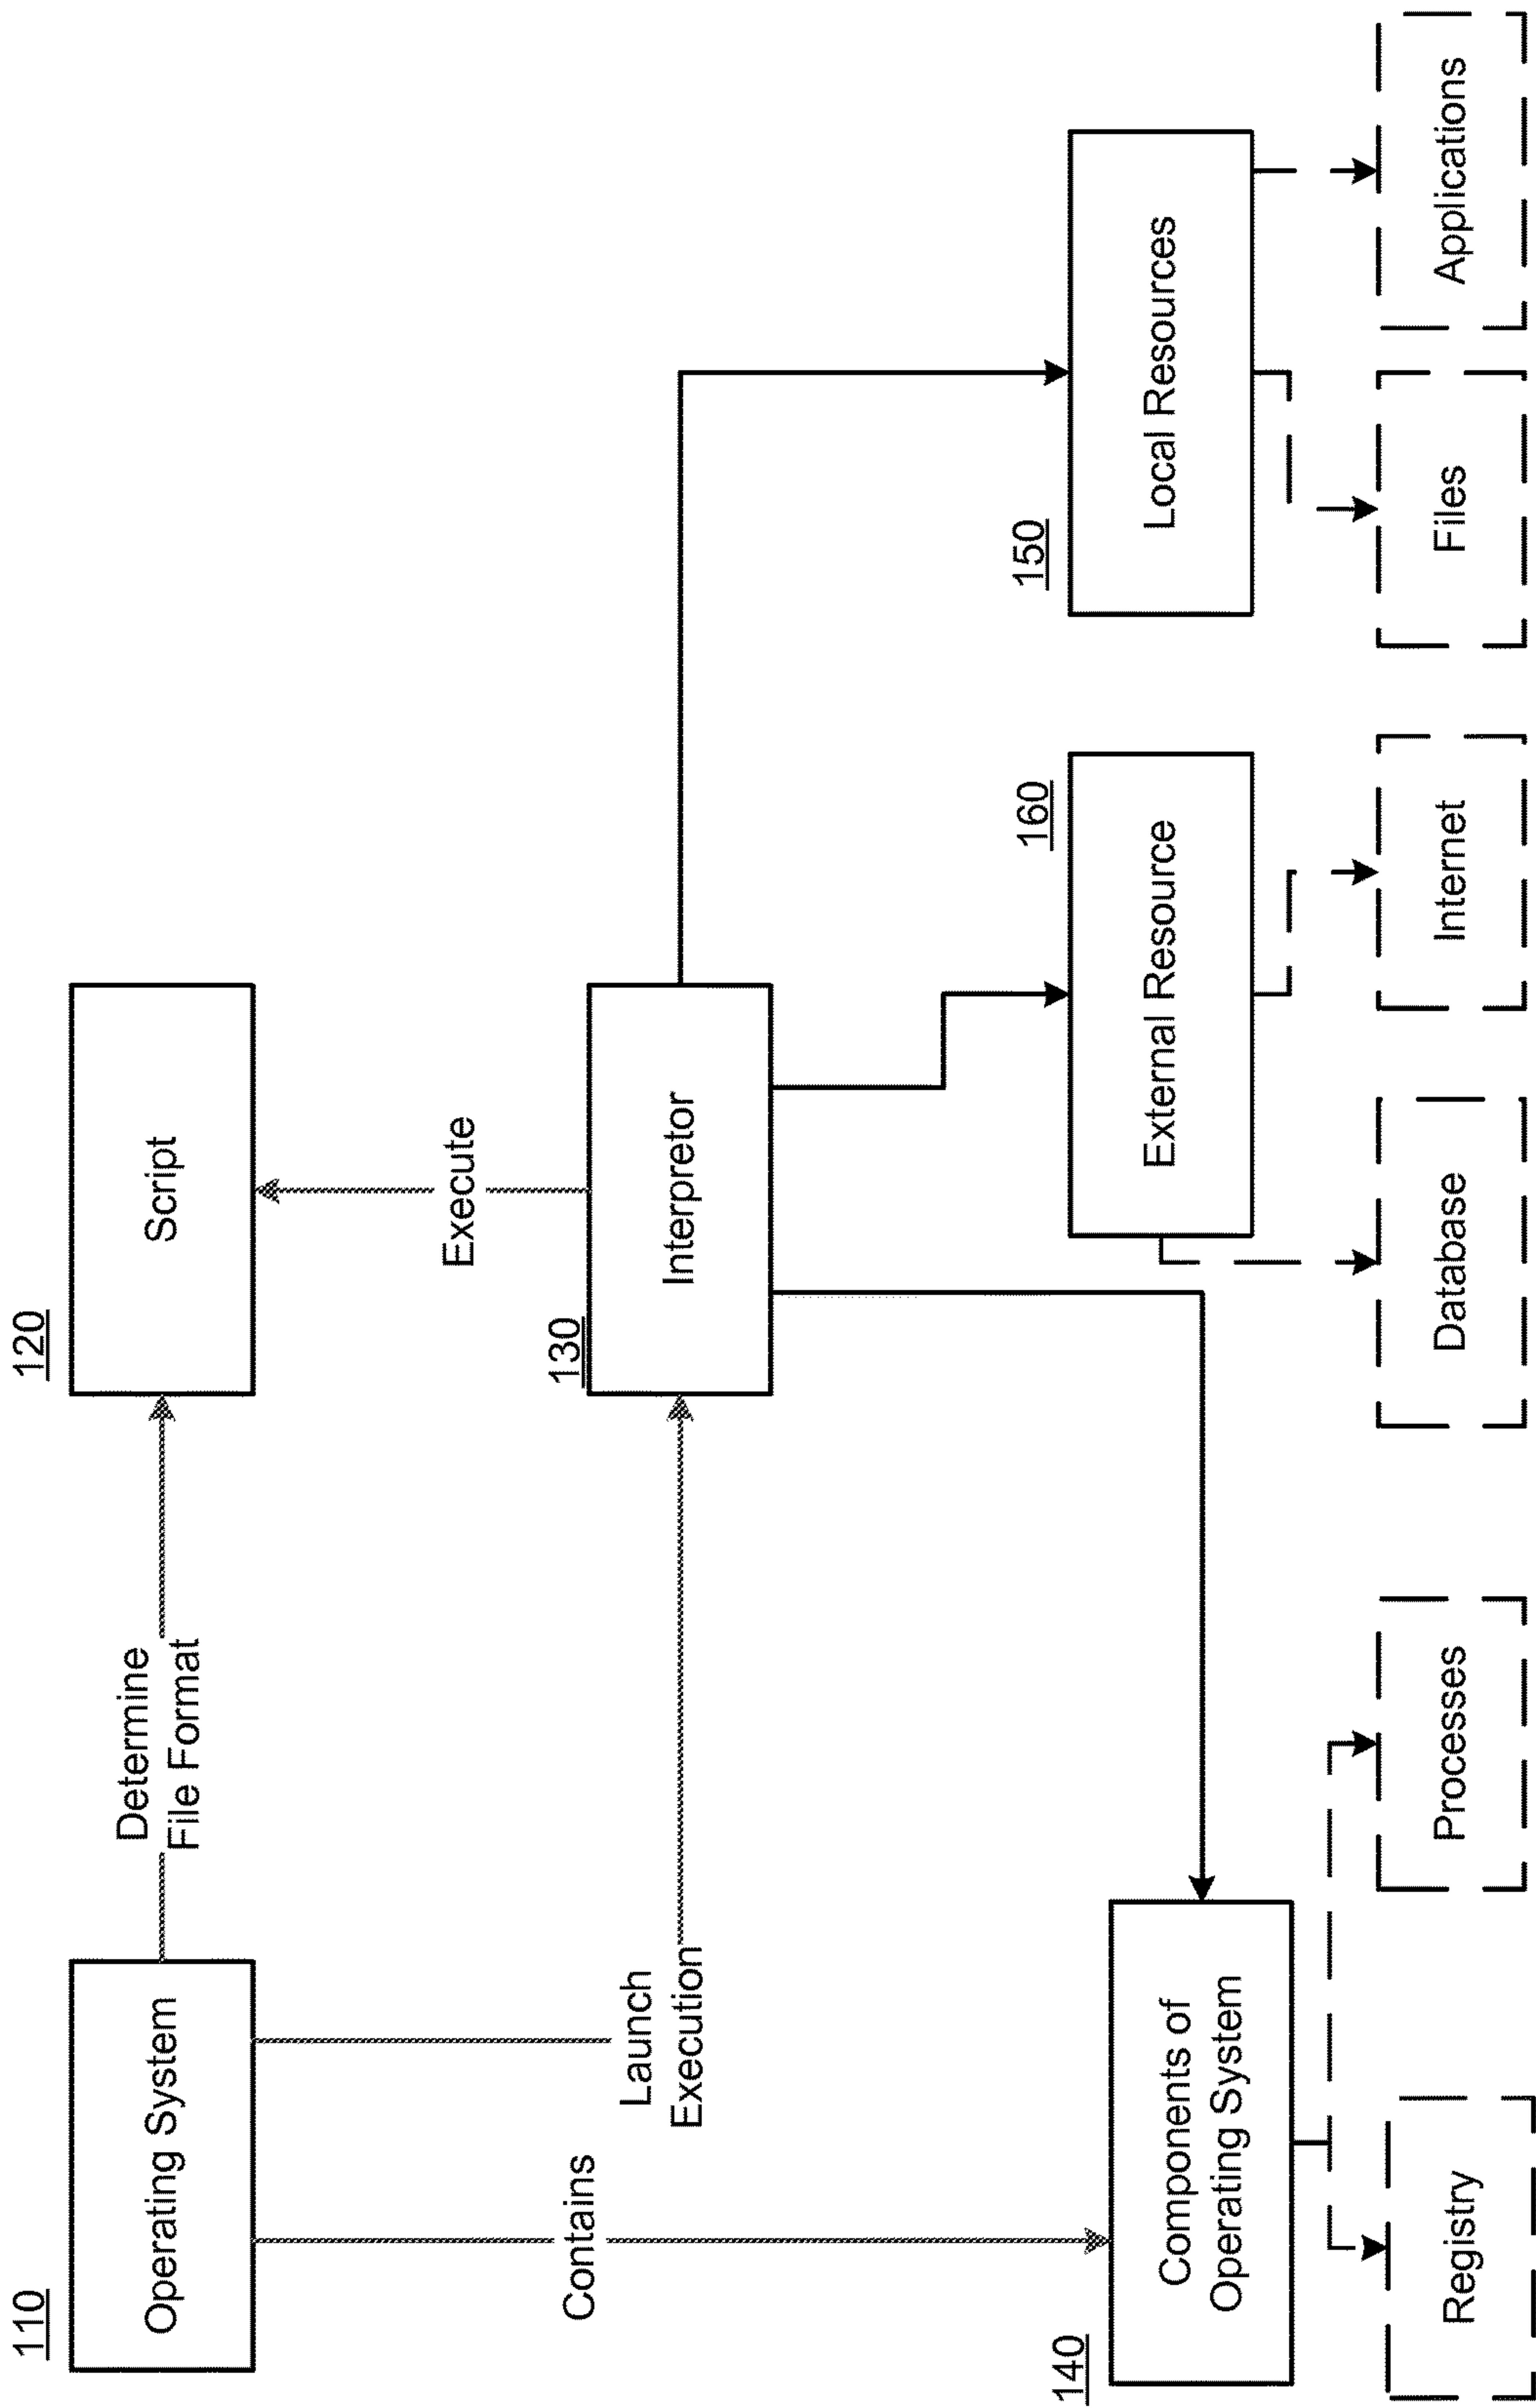 110
Operating System
Determine
File Format
120
Script
Contains
Launch
Execution
Execute
130
Interpretor
140
Components of
Operating System
160
External Resource
150
Local Resources
Registry
Processes
Database
Internet
Files
Applications